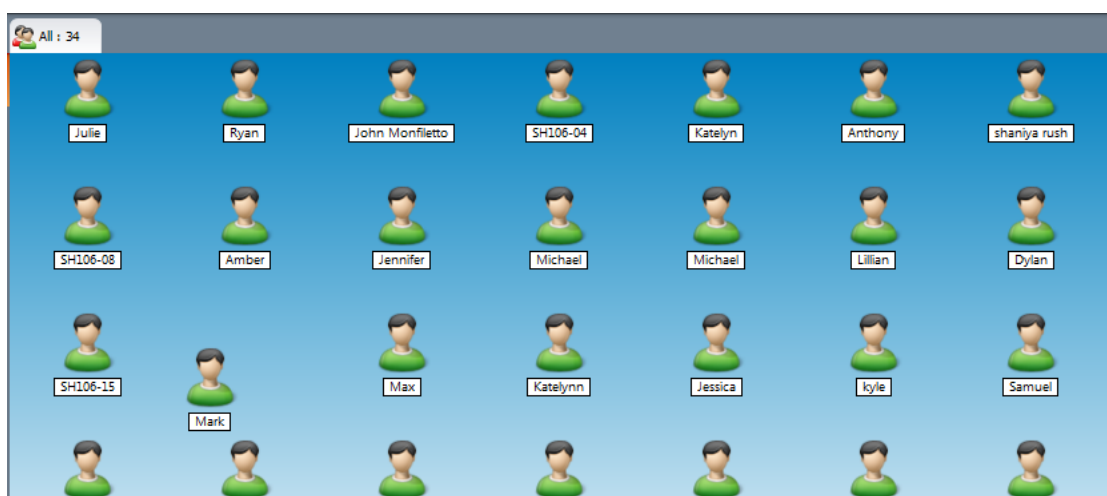 All : 34
Julie
Ryan
John Monfiletto
SH106-04
Katelyn
Anthony
shaniya rush
SH106-08
Amber
Jennifer
Michael
Michael
Lillian
Dylan
SH106-15
Mark
Max
Katelynn
Jessica
kyle
Samuel